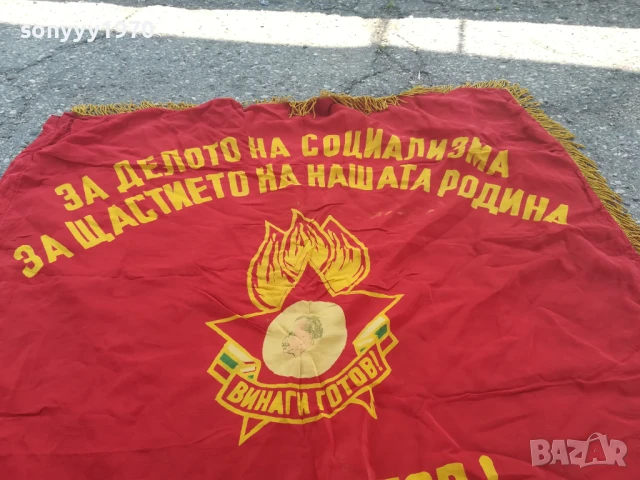 sonyyy1970
ЗА ДЕЛОТО НА СОЦИАЛИЗМА
ЗА ЩАСТИЕТО НА НАШАТА РОДИНА
ВИНАГИ ГОТОВ!
BAZAR